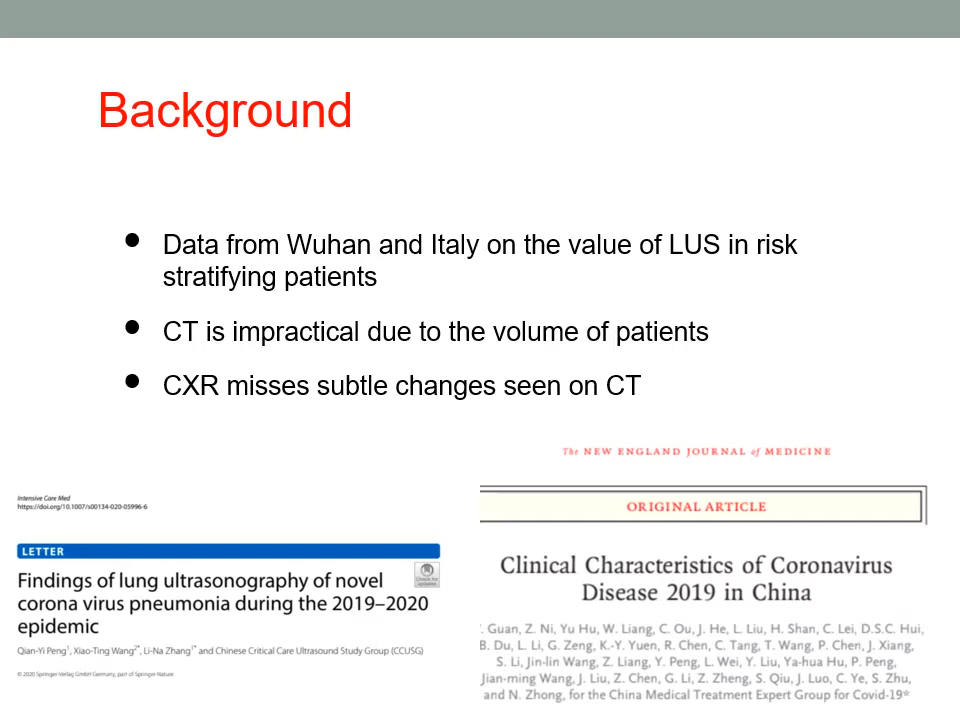 Background
● Data from Wuhan and Italy on the value of LUS in risk
stratifying patients
● CT is impractical due to the volume of patients
● CXR misses subtle changes seen on CT
Intensive Care Med
https://doi.org/10.1007/s00134-020-05996-6
LETTER
Check for
updates
Findings of lung ultrasonography of novel
corona virus pneumonia during the 2019–2020
epidemic
Qian-Yi Peng1, Xiao-Ting Wang2*, Li-Na Zhang1* and Chinese Critical Care Ultrasound Study Group (CCUSG)
© 2020 Springer-Verlag GmbH Germany, part of Springer Nature
The NEW ENGLAND JOURNAL of MEDICINE
ORIGINAL ARTICLE
Clinical Characteristics of Coronavirus
Disease 2019 in China
Guan, Z. Ni, Yu Hu, W. Liang, C. Ou, J. He, L. Liu, H. Shan, C. Lei, D.S.C. Hui,
B. Du, L. Li, G. Zeng, K.-Y. Yuen, R. Chen, C. Tang, T. Wang, P. Chen, J. Xiang,
S. Li, Jin-lin Wang, Z. Liang, Y. Peng, L. Wei, Y. Liu, Ya-hua Hu, P. Peng,
Jian-ming Wang, J. Liu, Z. Chen, G. Li, Z. Zheng, S. Qiu, J. Luo, C. Ye, S. Zhu,
and N. Zhong, for the China Medical Treatment Expert Group for Covid-19*